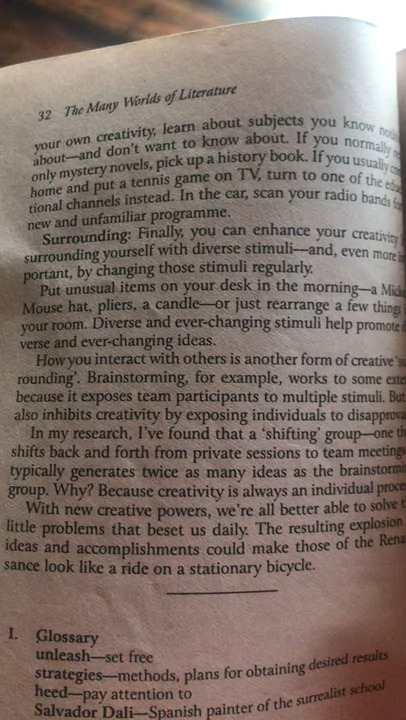 32 The Many Worlds of Literature
your own creativity, learn about subjects you know
about—and don't want to know about. If you normally
only mystery novels, pick up a history book. If you usually
home and put a tennis game on TV, turn to one of the
tional channels instead. In the car, scan your radio bands
new and unfamiliar programme.
Surrounding: Finally, you can enhance your creativity
surrounding yourself with diverse stimuli—and, even more
portant, by changing those stimuli regularly.
Put unusual items on your desk in the morning—a
Mouse hat, pliers, a candle—or just rearrange a few things
your room. Diverse and ever-changing stimuli help promote
verse and ever-changing ideas.
How you interact with others is another form of creative
rounding'. Brainstorming, for example, works to some
because it exposes team participants to multiple stimuli. But
also inhibits creativity by exposing individuals to
In my research, I've found that a 'shifting' group—one
shifts back and forth from private sessions to team
typically generates twice as many ideas as the
group. Why? Because creativity is always an individual
With new creative powers, we're all better able to solve
little problems that beset us daily. The resulting explosion
ideas and accomplishments could make those of the
sance look like a ride on a stationary bicycle.
I. Glossary
unleash—set free
strategies—methods, plans for obtaining desired results
heed—pay attention to
Salvador Dali—Spanish painter of the surrealist school